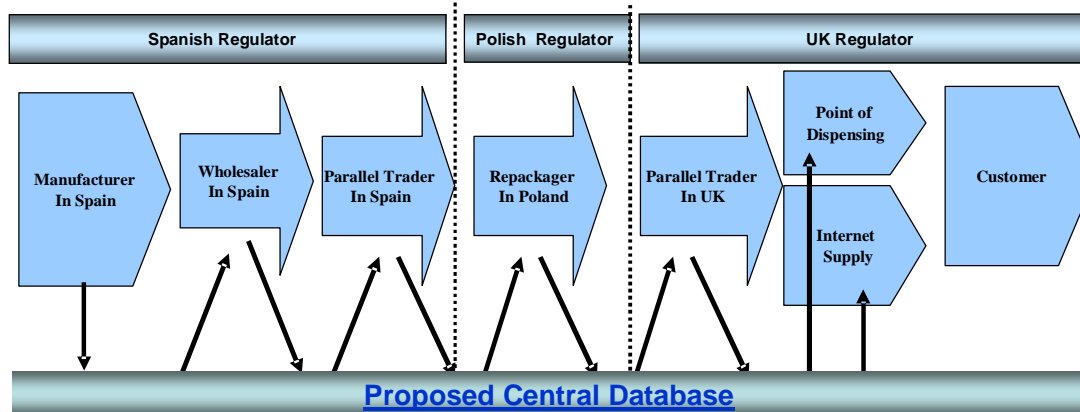 Spanish Regulator
Polish Regulator
UK Regulator
Manufacturer
In Spain
Wholesaler
In Spain
Parallel Trader
In Spain
Repackager
In Poland
Parallel Trader
In UK
Point of
Dispensing
Internet
Supply
Customer
Proposed Central Database